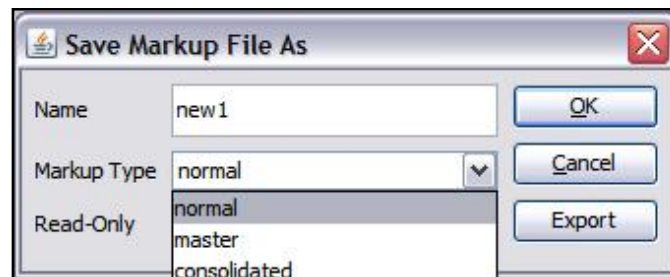 Save Markup File As
Name new1 OK
Markup Type normal Cancel
normal
Read-Only Export
master
consolidated